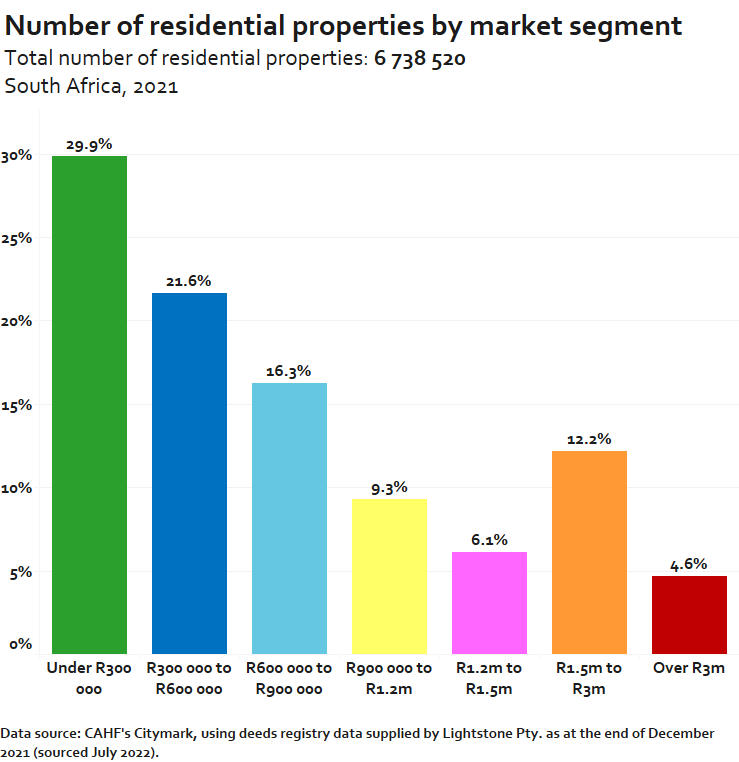 Number of residential properties by market segment
Total number of residential properties: 6 738 520
South Africa, 2021
30%
25%
20%
15%
10%
5%
0%
29.9%
21.6%
16.3%
9.3%
6.1%
12.2%
4.6%
Under R300
000
R300 000 to
R600 000
R600 000 to
R900 000
R900 000 to
R1.2m
R1.2m to
R1.5m
R1.5m to
R3m
Over R3m
Data source: CAHF's Citymark, using deeds registry data supplied by Lightstone Pty. as at the end of December
2021 (sourced July 2022).